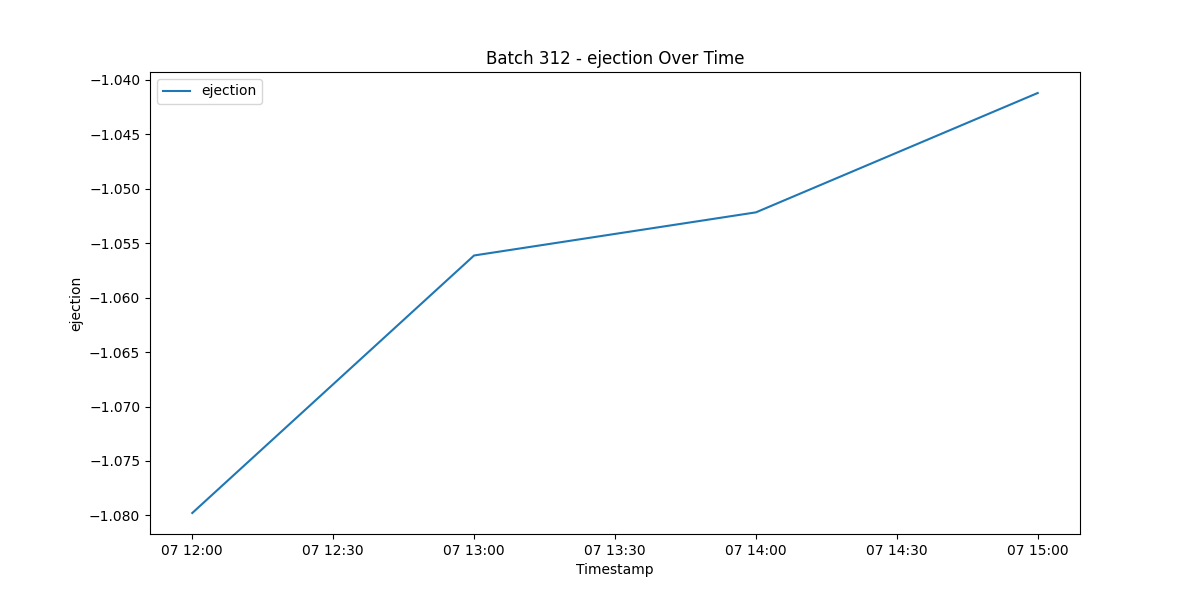 Batch 312 - ejection Over Time
ejection
−1.040
−1.045
−1.050
−1.055
−1.060
−1.065
−1.070
−1.075
−1.080
ejection
07 12:00 07 12:30 07 13:00 07 13:30 07 14:00 07 14:30 07 15:00
Timestamp